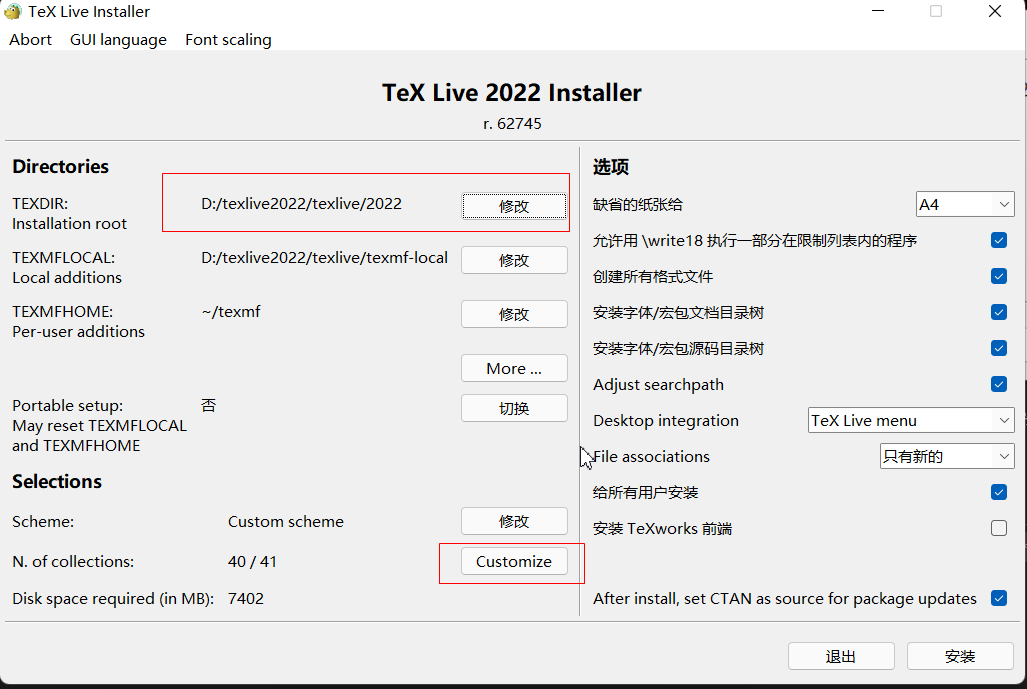 TeX Live Installer
Abort GUI language Font scaling
TeX Live 2022 Installer
r. 62745
Directories
TEXDIR: D:/texlive2022/texlive/2022 修改
Installation root
TEXMFLOCAL: D:/texlive2022/texlive/texmf-local 修改
Local additions
TEXMFHOME: ~/texmf 修改
Per-user additions
More ...
Portable setup: 否 切换
May reset TEXMFLOCAL
and TEXMFHOME
Selections
Scheme: Custom scheme 修改
N. of collections: 40 / 41 Customize
Disk space required (in MB): 7402
选项
缺省的纸张给 A4
允许用 \write18 执行一部分在限制列表内的程序
创建所有格式文件
安装字体/宏包文档目录树
安装字体/宏包源码目录树
Adjust searchpath
Desktop integration TeX Live menu
File associations 只有新的
给所有用户安装
安装 TeXworks 前端
After install, set CTAN as source for package updates
退出 安装